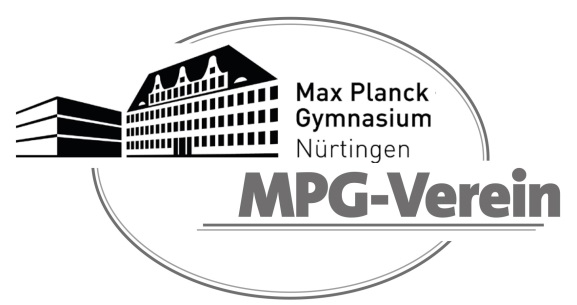 Max Planck
Gymnasium
Nürtingen
MPG-Verein